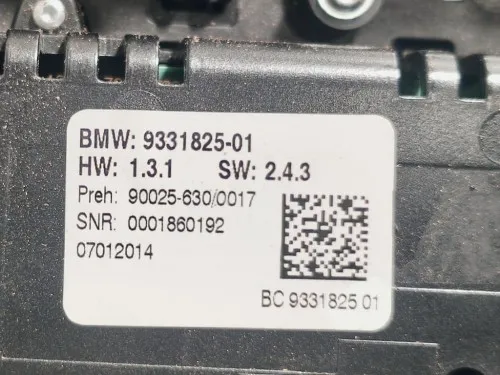 BMW: 9331825-01
HW: 1.3.1 SW: 2.4.3
Preh: 90025-630/0017
SNR: 0001860192
07012014
BC 9331825 01